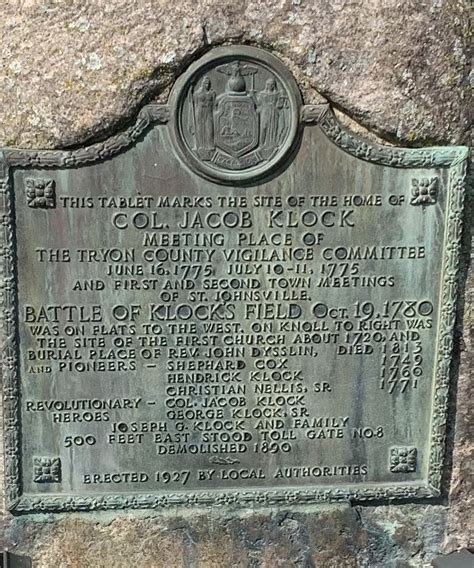 THIS TABLET MARKS THE SITE OF THE HOME OF
COL. JACOB KLOCK
MEETING PLACE OF
THE TRYON COUNTY VIGILANCE COMMITTEE
JUNE 16, 1775 JULY 10-11, 1775
AND FIRST AND SECOND TOWN MEETINGS
OF ST. JOHNSVILLE.
BATTLE OF KLOCK'S FIELD OCT. 19, 1780
WAS ON FLATS TO THE WEST. ON KNOLL TO RIGHT WAS
THE SITE OF THE FIRST CHURCH ABOUT 1720, AND
BURIAL PLACE OF REV. JOHN DYSSLIN, DIED 1815
AND PIONEERS - SHEPHARD COX 1749
HENDRICK KLOCK 1760
CHRISTIAN NELLIS, SR. 1771
REVOLUTIONARY - COL. JACOB KLOCK
HEROES GEORGE KLOCK, SR.
JOSEPH G. KLOCK AND FAMILY
500 FEET EAST STOOD TOLL GATE NO. 8
DEMOLISHED 1890
ERECTED 1927 BY LOCAL AUTHORITIES